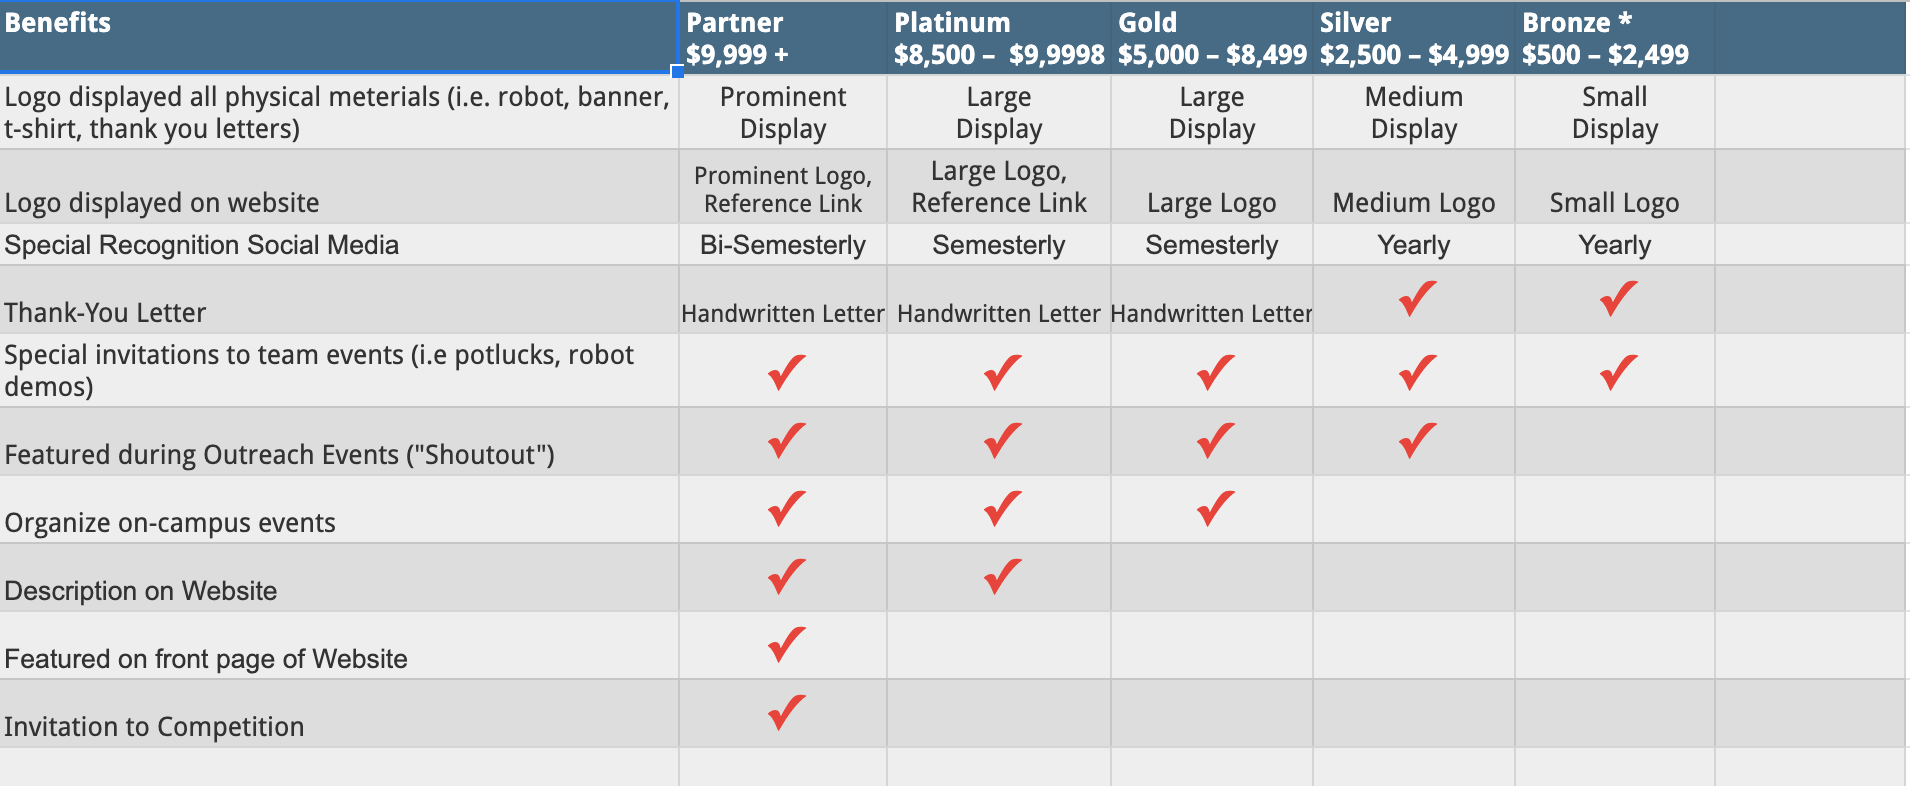 Benefits
Partner
$9,999 +
Platinum
$8,500 –  $9,9998
Gold
$5,000 – $8,499
Silver
$2,500 – $4,999
Bronze *
$500 – $2,499
Logo displayed all physical meterials (i.e. robot, banner,
t-shirt, thank you letters)
Prominent
Display
Large
Display
Large
Display
Medium
Display
Small
Display
Logo displayed on website
Prominent Logo,
Reference Link
Large Logo,
Reference Link
Large Logo
Medium Logo
Small Logo
Special Recognition Social Media
Bi-Semesterly
Semesterly
Semesterly
Yearly
Yearly
Thank-You Letter
Handwritten Letter
Handwritten Letter
Handwritten Letter
Special invitations to team events (i.e potlucks, robot
demos)
Featured during Outreach Events ("Shoutout")
Organize on-campus events
Description on Website
Featured on front page of Website
Invitation to Competition